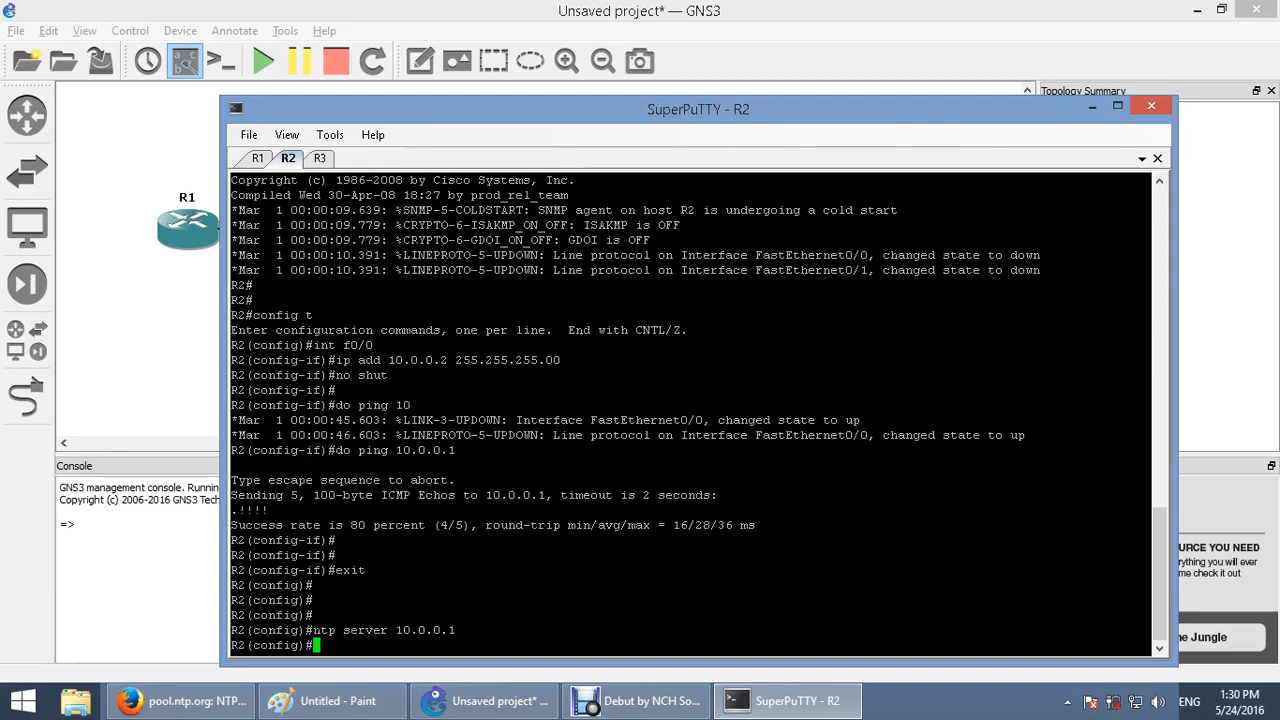 Unsaved project* — GNS3
File Edit View Control Device Annotate Tools Help
Topology Summary
SuperPuTTY - R2
File View Tools Help
R1 R2 R3
R1
Copyright (c) 1986-2008 by Cisco Systems, Inc.
Compiled Wed 30-Apr-08 18:27 by prod_rel_team
*Mar  1 00:00:09.639: %SNMP-5-COLDSTART: SNMP agent on host R2 is undergoing a cold start
*Mar  1 00:00:09.779: %CRYPTO-6-ISAKMP_ON_OFF: ISAKMP is OFF
*Mar  1 00:00:09.779: %CRYPTO-6-GDOI_ON_OFF: GDOI is OFF
*Mar  1 00:00:10.391: %LINEPROTO-5-UPDOWN: Line protocol on Interface FastEthernet0/0, changed state to down
*Mar  1 00:00:10.391: %LINEPROTO-5-UPDOWN: Line protocol on Interface FastEthernet0/1, changed state to down
R2#
R2#
R2#config t
Enter configuration commands, one per line.  End with CNTL/Z.
R2(config)#int f0/0
R2(config-if)#ip add 10.0.0.2 255.255.255.00
R2(config-if)#no shut
R2(config-if)#
R2(config-if)#do ping 10
*Mar  1 00:00:45.603: %LINK-3-UPDOWN: Interface FastEthernet0/0, changed state to up
*Mar  1 00:00:46.603: %LINEPROTO-5-UPDOWN: Line protocol on Interface FastEthernet0/0, changed state to up
R2(config-if)#do ping 10.0.0.1
Type escape sequence to abort.
Sending 5, 100-byte ICMP Echos to 10.0.0.1, timeout is 2 seconds:
.!!!!
Success rate is 80 percent (4/5), round-trip min/avg/max = 16/28/36 ms
R2(config-if)#
R2(config-if)#
R2(config-if)#exit
R2(config)#
R2(config)#
R2(config)#
R2(config)#ntp server 10.0.0.1
R2(config)#
Console
GNS3 management console. Running
Copyright (c) 2006-2016 GNS3 Tech
=>
URCE YOU NEED
erything you will ever
me check it out
he Jungle
pool.ntp.org: NTP... Untitled - Paint Unsaved project*... Debut by NCH So... SuperPuTTY - R2
ENG
1:30 PM
5/24/2016